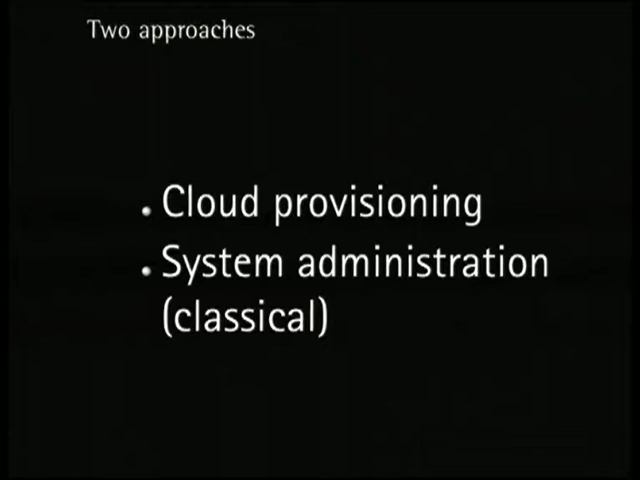 Two approaches
• Cloud provisioning
• System administration
(classical)